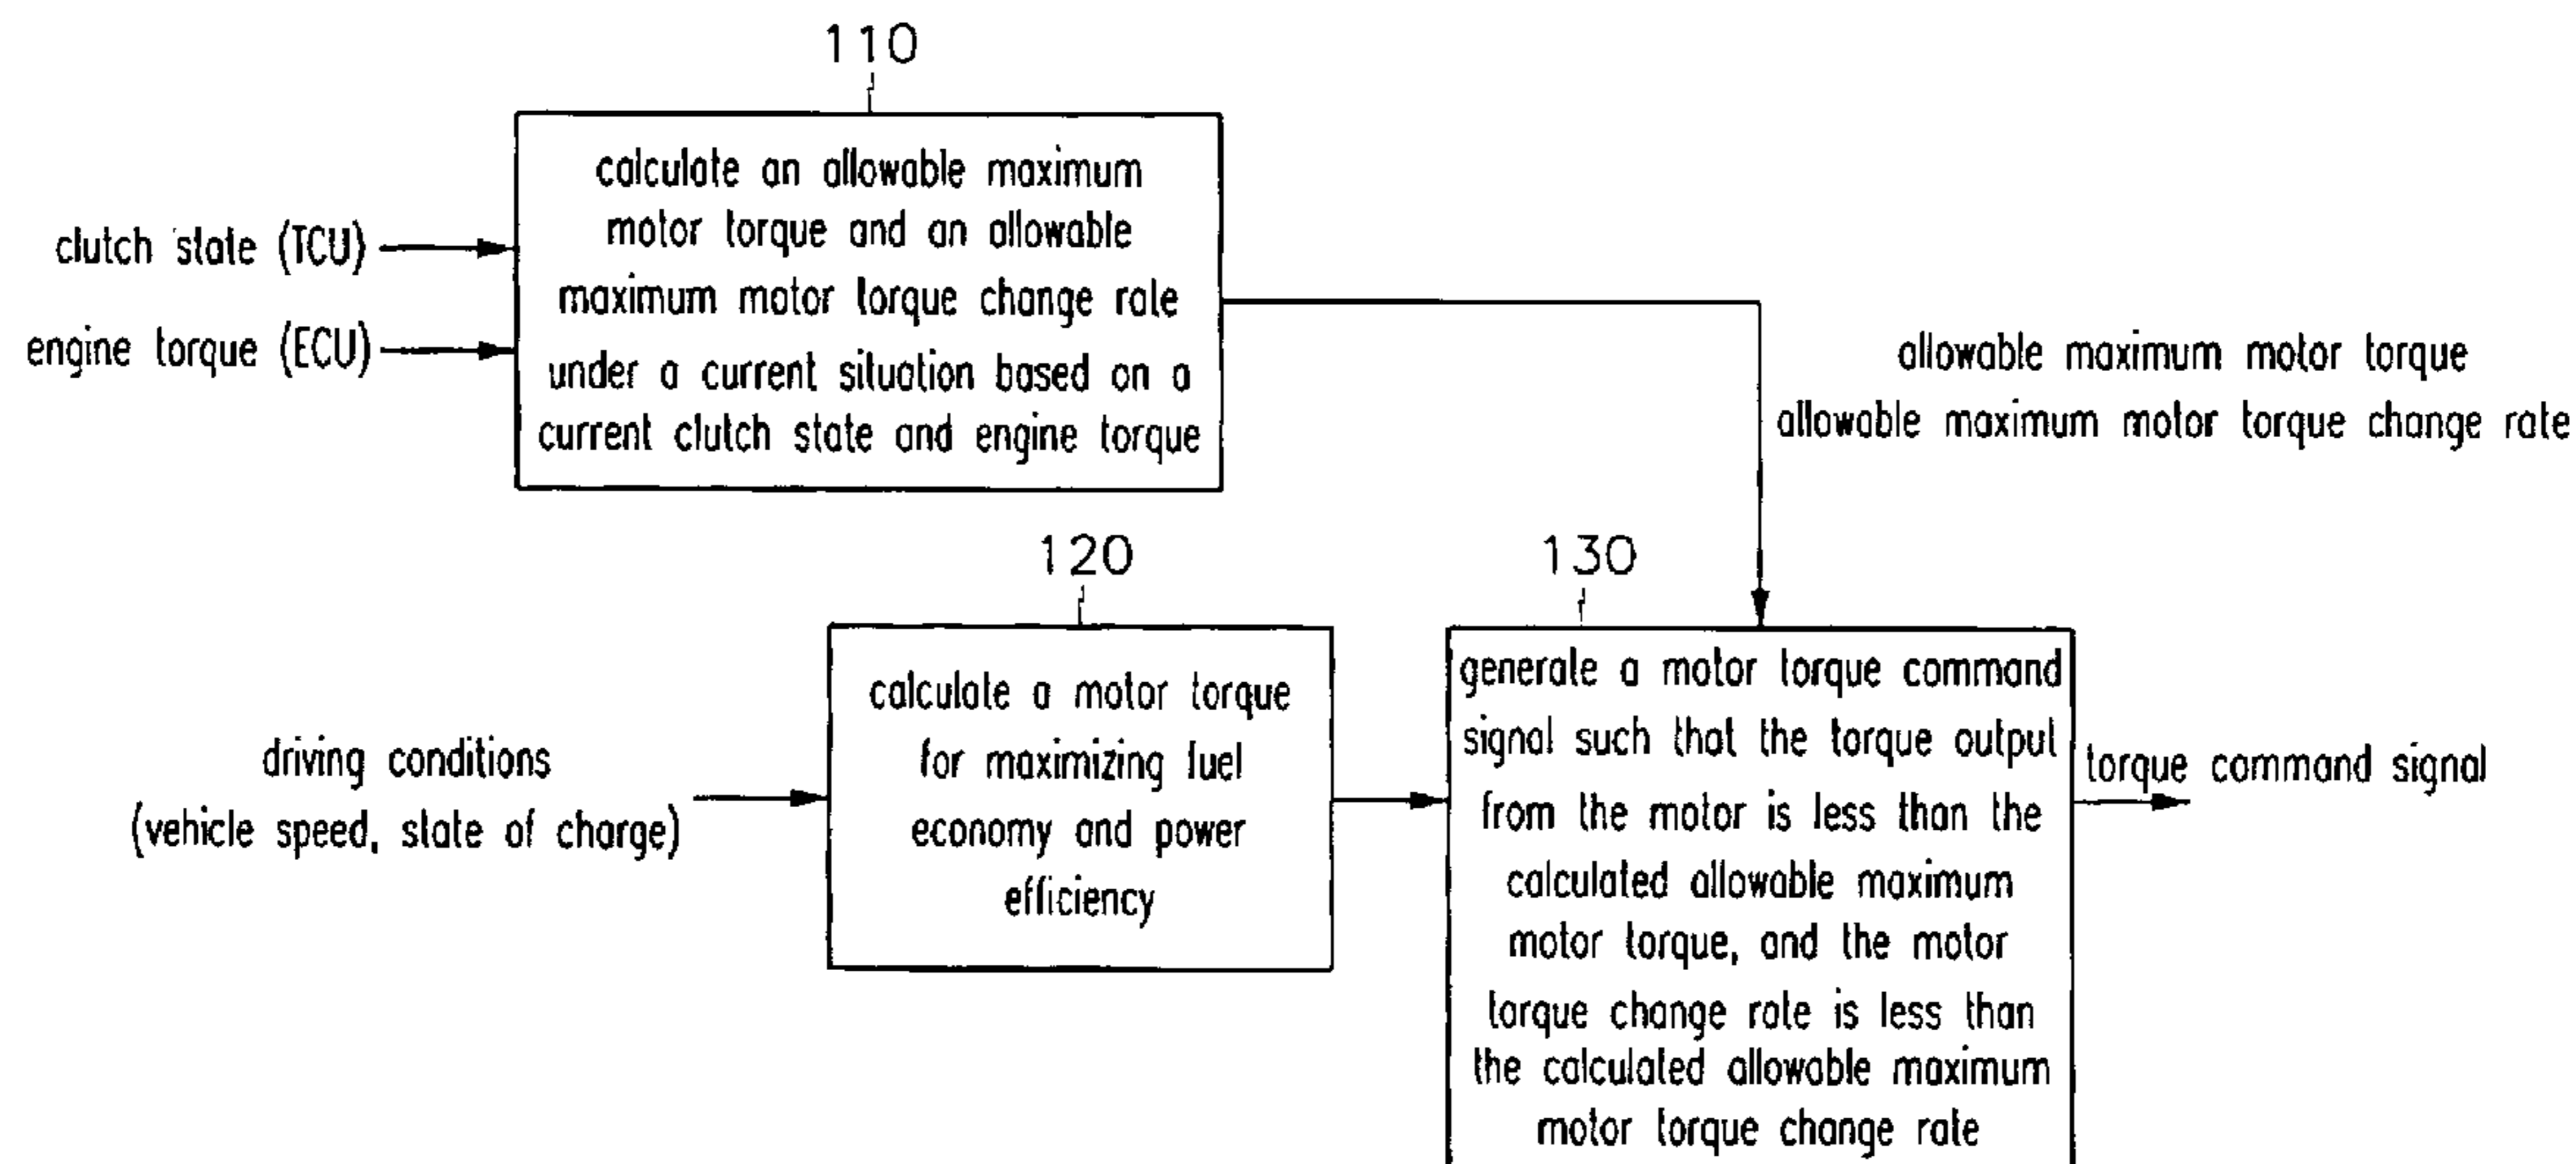 110
calculate an allowable maximum
motor torque and an allowable
maximum motor torque change rate
under a current situation based on a
current clutch state and engine torque
clutch state (TCU)
engine torque (ECU)
allowable maximum motor torque
allowable maximum motor torque change rate
120
calculate a motor torque
for maximizing fuel
economy and power
efficiency
driving conditions
(vehicle speed, state of charge)
130
generate a motor torque command
signal such that the torque output
from the motor is less than the
calculated allowable maximum
motor torque, and the motor
torque change rate is less than
the calculated allowable maximum
motor torque change rate
torque command signal